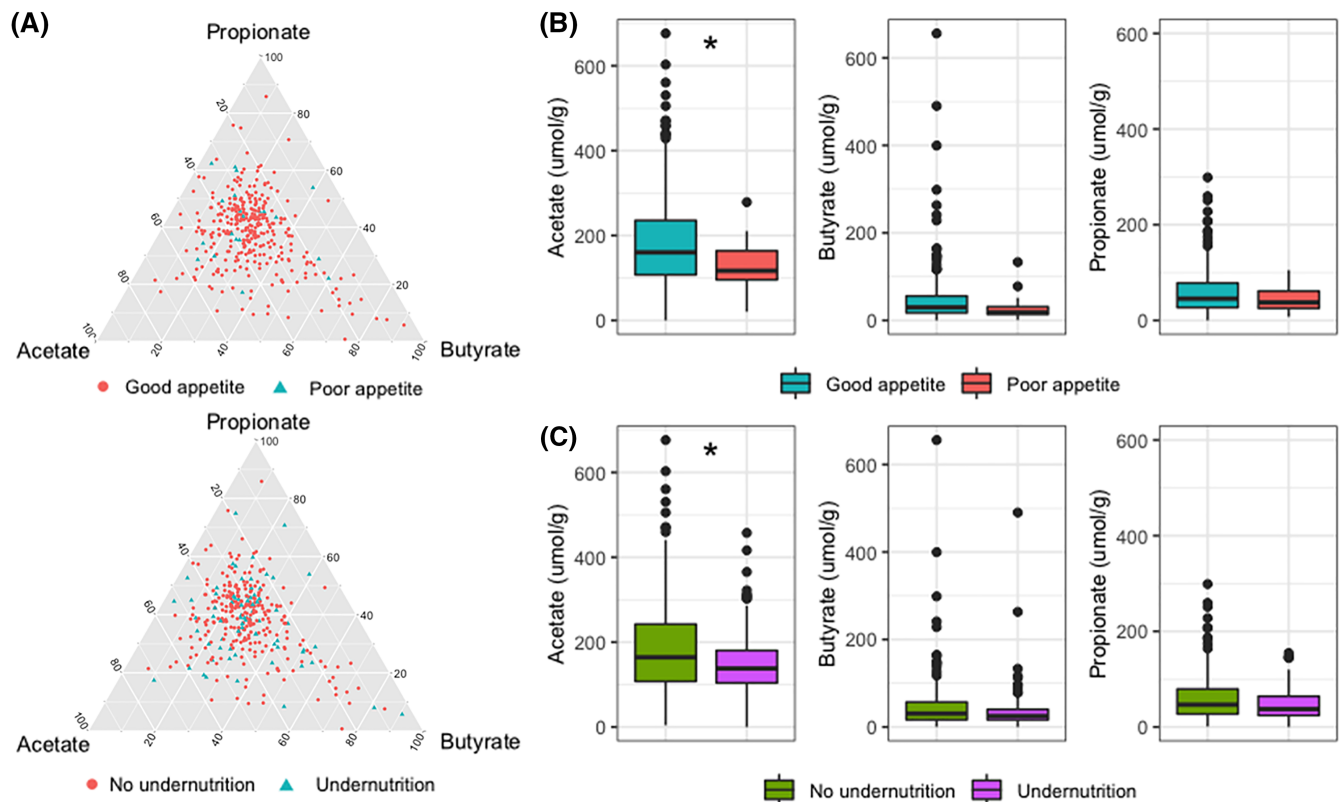 (A)
Propionate
100
20
80
40
60
60
40
80
20
100
20
40
60
80
100
Acetate
Butyrate
Good appetite
Poor appetite
Propionate
100
20
80
40
60
60
40
80
20
100
20
40
60
80
100
Acetate
Butyrate
No undernutrition
Undernutrition
(B)
*
Acetate (umol/g)
600
400
200
0
Butyrate (umol/g)
600
400
200
0
Propionate (umol/g)
600
400
200
0
Good appetite
Poor appetite
(C)
*
Acetate (umol/g)
600
400
200
0
Butyrate (umol/g)
600
400
200
0
Propionate (umol/g)
600
400
200
0
No undernutrition
Undernutrition